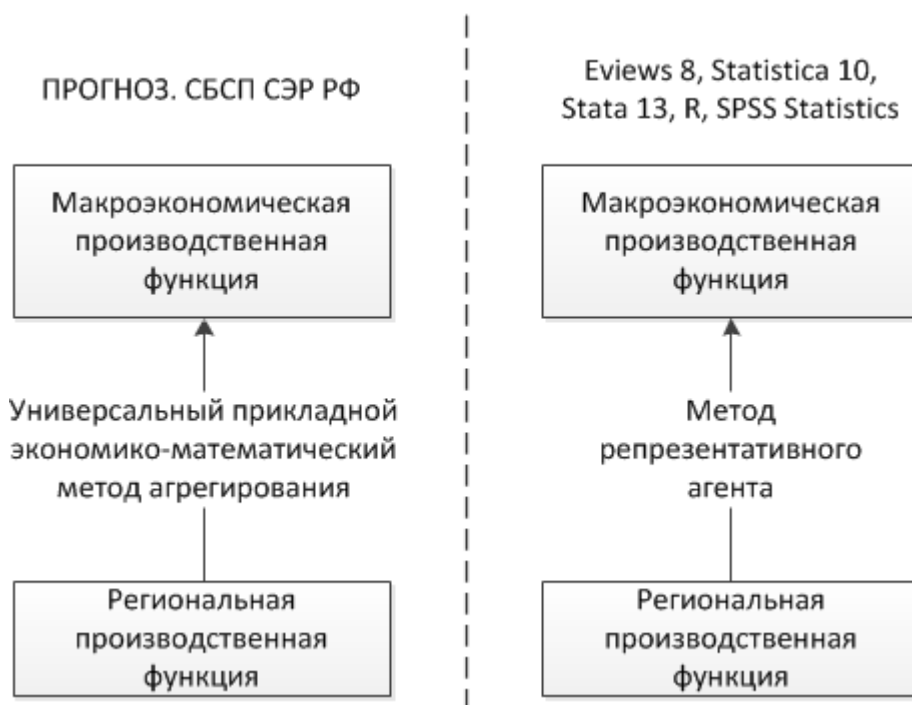 ПРОГНОЗ. СБСП СЭР РФ
Макроэкономическая
производственная
функция
Универсальный прикладной
экономико-математический
метод агрегирования
Региональная
производственная
функция
Eviews 8, Statistica 10,
Stata 13, R, SPSS Statistics
Макроэкономическая
производственная
функция
Метод
репрезентативного
агента
Региональная
производственная
функция